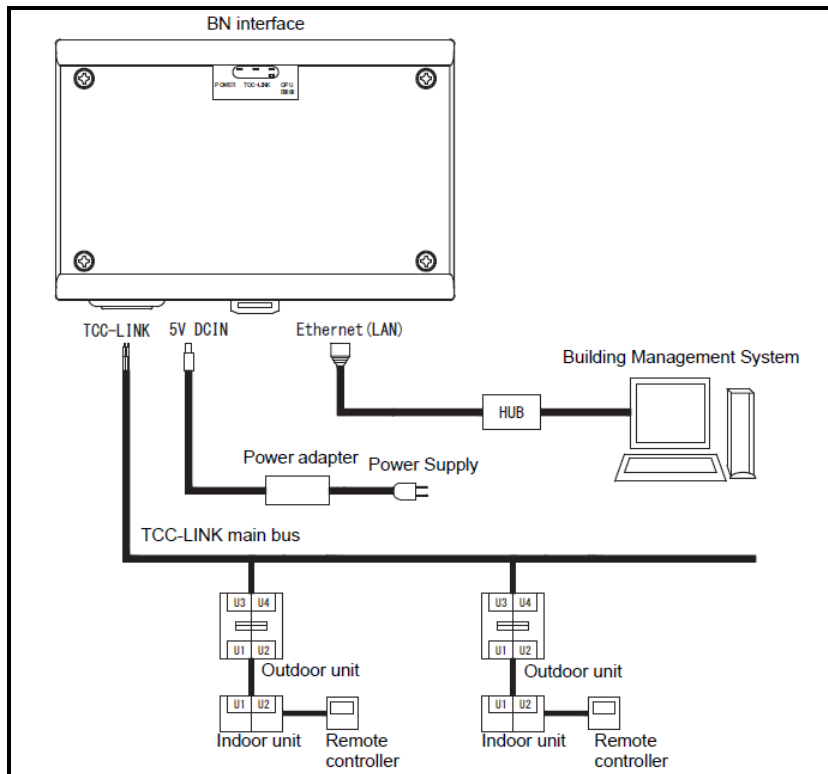 BN interface
POWER TCC-LINK CPU
TCC-LINK 5V DCIN Ethernet(LAN)
Building Management System
HUB
Power adapter
Power Supply
TCC-LINK main bus
U3 U4 U3 U4
U1 U2 U1 U2
Outdoor unit Outdoor unit
U1 U2 U1 U2
Indoor unit Remote controller
Indoor unit Remote controller